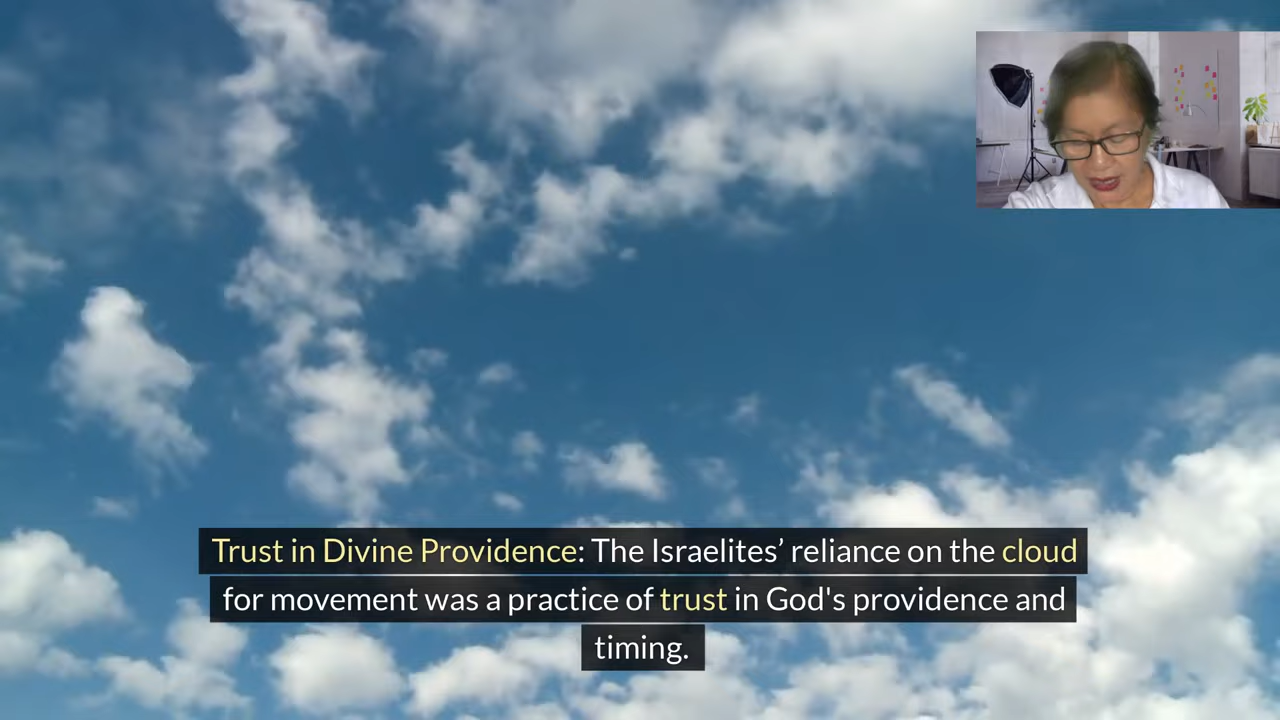 Trust in Divine Providence: The Israelites’ reliance on the cloud
for movement was a practice of trust in God's providence and
timing.